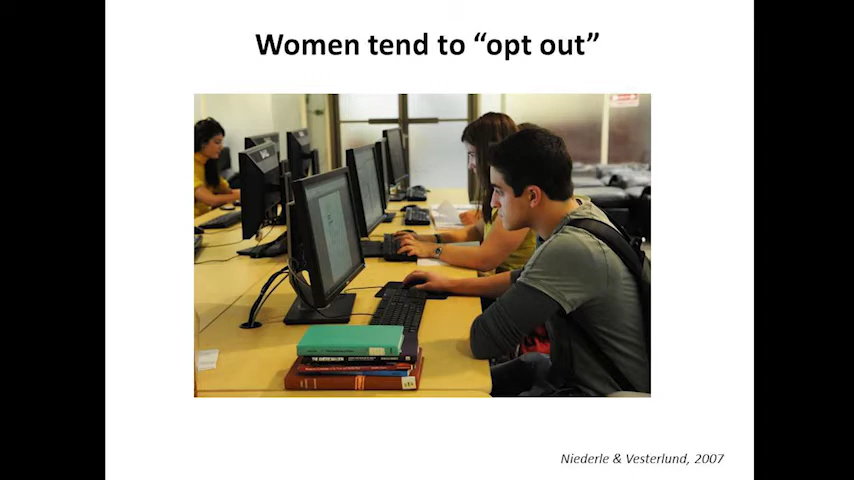 Women tend to “opt out”
Niederle & Vesterlund, 2007